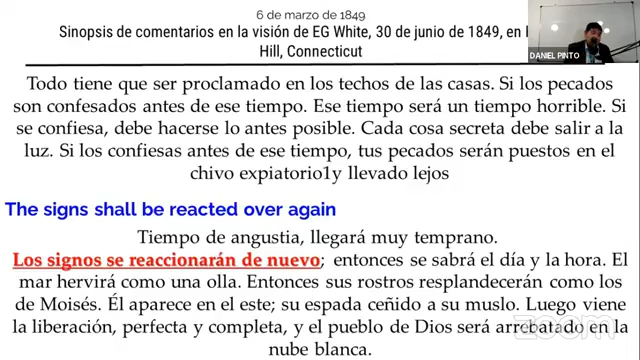 6 de marzo de 1849
Sinopsis de comentarios en la visión de EG White, 30 de junio de 1849, en
Hill, Connecticut
DANIEL PINTO
Todo tiene que ser proclamado en los techos de las casas. Si los pecados
son confesados antes de ese tiempo. Ese tiempo será un tiempo horrible. Si
se confiesa, debe hacerse lo antes posible. Cada cosa secreta debe salir a la
luz. Si los confiesas antes de ese tiempo, tus pecados serán puestos en el
chivo expiatorio1y llevado lejos
The signs shall be reacted over again
Tiempo de angustia, llegará muy temprano.
Los signos se reaccionarán de nuevo; entonces se sabrá el día y la hora. El
mar hervirá como una olla. Entonces sus rostros resplandecerán como los
de Moisés. Él aparece en el este; su espada ceñido a su muslo. Luego viene
la liberación, perfecta y completa, y el pueblo de Dios será arrebatado en la
nube blanca.
zoom